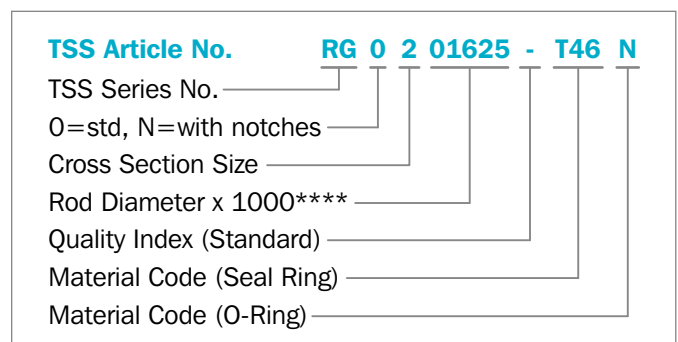 TSS Article No. RG 0 2 01625 - T46 N
TSS Series No.
0=std, N=with notches
Cross Section Size
Rod Diameter x 1000****
Quality Index (Standard)
Material Code (Seal Ring)
Material Code (O-Ring)